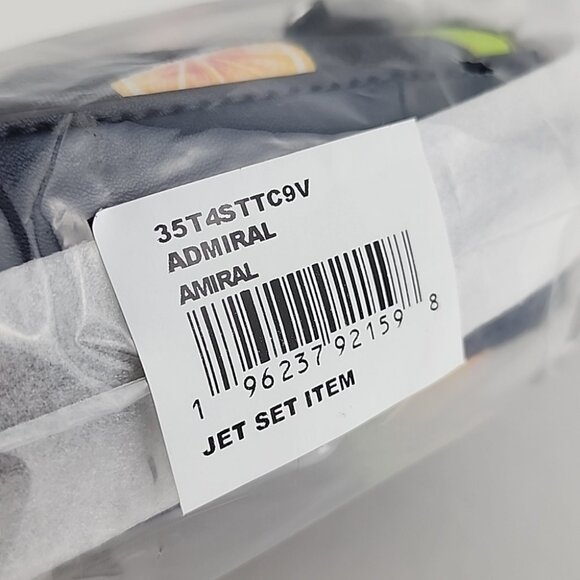 35T4STTC9V
ADMIRAL
AMIRAL
1 96237 92159 8
JET SET ITEM